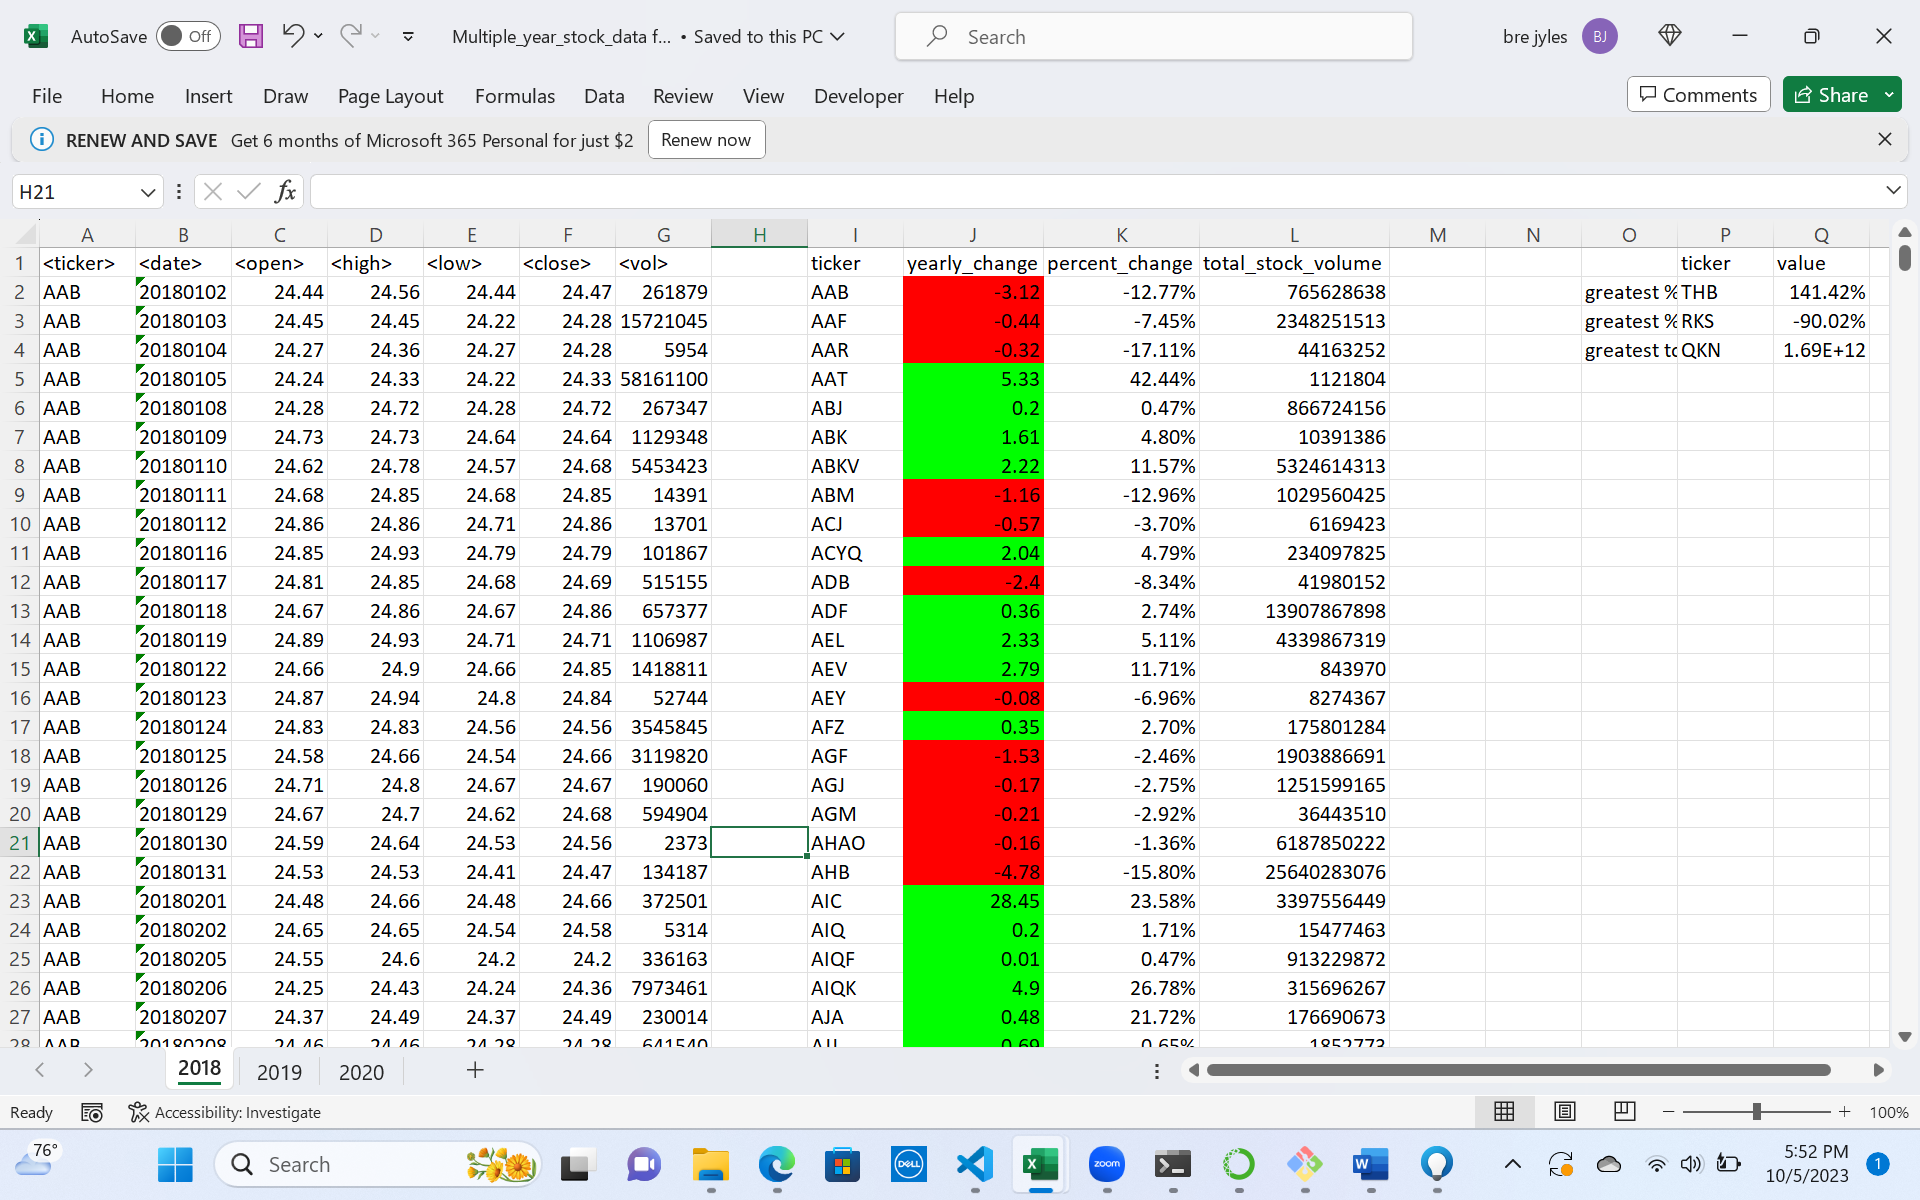 AutoSave Off Multiple_year_stock_data f... • Saved to this PC Search bre jyles BJ
File Home Insert Draw Page Layout Formulas Data Review View Developer Help Comments Share
RENEW AND SAVE Get 6 months of Microsoft 365 Personal for just $2 Renew now
H21 fx
A B C D E F G H I J K L M N O P Q
1 <ticker> <date> <open> <high> <low> <close> <vol> ticker yearly_change percent_change total_stock_volume ticker value
2 AAB 20180102 24.44 24.56 24.44 24.47 261879 AAB -3.12 -12.77% 765628638 greatest % THB 141.42%
3 AAB 20180103 24.45 24.45 24.22 24.28 15721045 AAF -0.44 -7.45% 2348251513 greatest % RKS -90.02%
4 AAB 20180104 24.27 24.36 24.27 24.28 5954 AAR -0.32 -17.11% 44163252 greatest to QKN 1.69E+12
5 AAB 20180105 24.24 24.33 24.22 24.33 58161100 AAT 5.33 42.44% 1121804
6 AAB 20180108 24.28 24.72 24.28 24.72 267347 ABJ 0.2 0.47% 866724156
7 AAB 20180109 24.73 24.73 24.64 24.64 1129348 ABK 1.61 4.80% 10391386
8 AAB 20180110 24.62 24.78 24.57 24.68 5453423 ABKV 2.22 11.57% 5324614313
9 AAB 20180111 24.68 24.85 24.68 24.85 14391 ABM -1.16 -12.96% 1029560425
10 AAB 20180112 24.86 24.86 24.71 24.86 13701 ACJ -0.57 -3.70% 6169423
11 AAB 20180116 24.85 24.93 24.79 24.79 101867 ACYQ 2.04 4.79% 234097825
12 AAB 20180117 24.81 24.85 24.68 24.69 515155 ADB -2.4 -8.34% 41980152
13 AAB 20180118 24.67 24.86 24.67 24.86 657377 ADF 0.36 2.74% 13907867898
14 AAB 20180119 24.89 24.93 24.71 24.71 1106987 AEL 2.33 5.11% 4339867319
15 AAB 20180122 24.66 24.9 24.66 24.85 1418811 AEV 2.79 11.71% 843970
16 AAB 20180123 24.87 24.94 24.8 24.84 52744 AEY -0.08 -6.96% 8274367
17 AAB 20180124 24.83 24.83 24.56 24.56 3545845 AFZ 0.35 2.70% 175801284
18 AAB 20180125 24.58 24.66 24.54 24.66 3119820 AGF -1.53 -2.46% 1903886691
19 AAB 20180126 24.71 24.8 24.67 24.67 190060 AGJ -0.17 -2.75% 1251599165
20 AAB 20180129 24.67 24.7 24.62 24.68 594904 AGM -0.21 -2.92% 36443510
21 AAB 20180130 24.59 24.64 24.53 24.56 2373 AHAO -0.16 -1.36% 6187850222
22 AAB 20180131 24.53 24.53 24.41 24.47 134187 AHB -4.78 -15.80% 25640283076
23 AAB 20180201 24.48 24.66 24.48 24.66 372501 AIC 28.45 23.58% 3397556449
24 AAB 20180202 24.65 24.65 24.54 24.58 5314 AIQ 0.2 1.71% 15477463
25 AAB 20180205 24.55 24.6 24.2 24.2 336163 AIQF 0.01 0.47% 913229872
26 AAB 20180206 24.25 24.43 24.24 24.36 7973461 AIQK 4.9 26.78% 315696267
27 AAB 20180207 24.37 24.49 24.37 24.49 230014 AJA 0.48 21.72% 176690673
28 AAB 20180208 24.46 24.46 24.28 24.28 641540 0.69 0.65% 1852773
2018 2019 2020
Ready Accessibility: Investigate 100%
76° Search DELL zoom 5:52 PM
10/5/2023 1